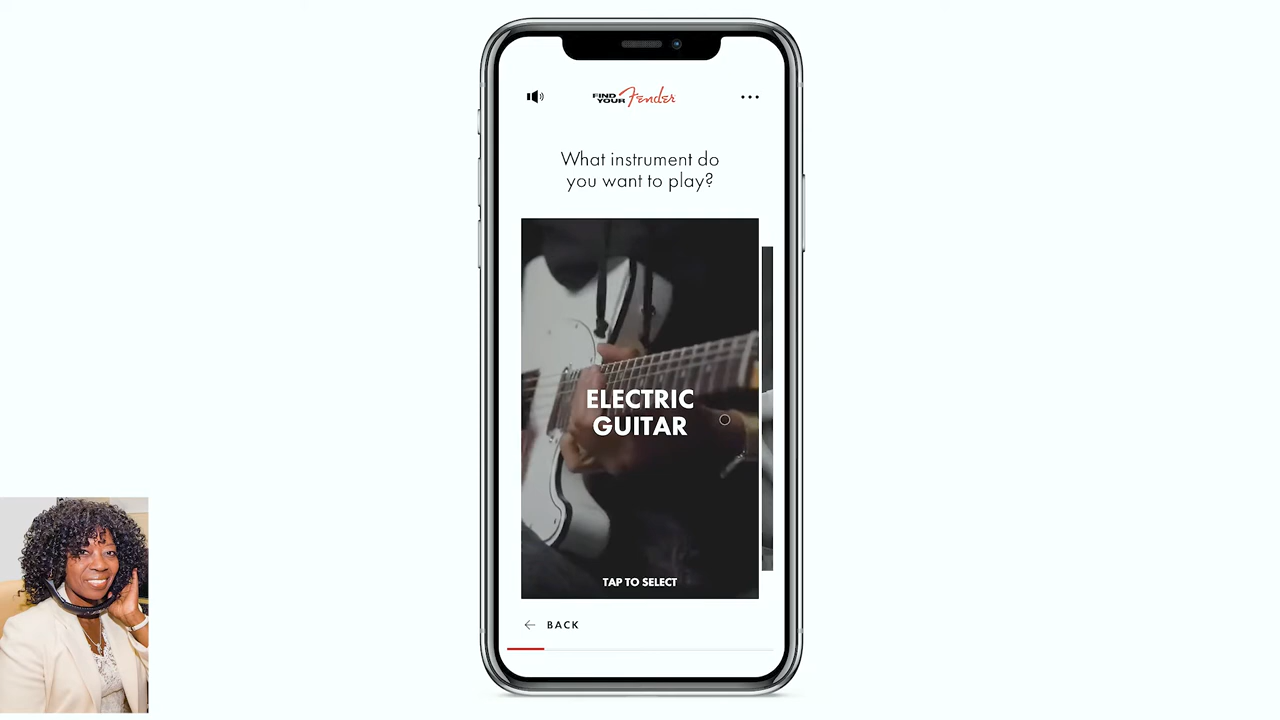 FIND
YOUR Fender
What instrument do
you want to play?
ELECTRIC
GUITAR
TAP TO SELECT
BACK